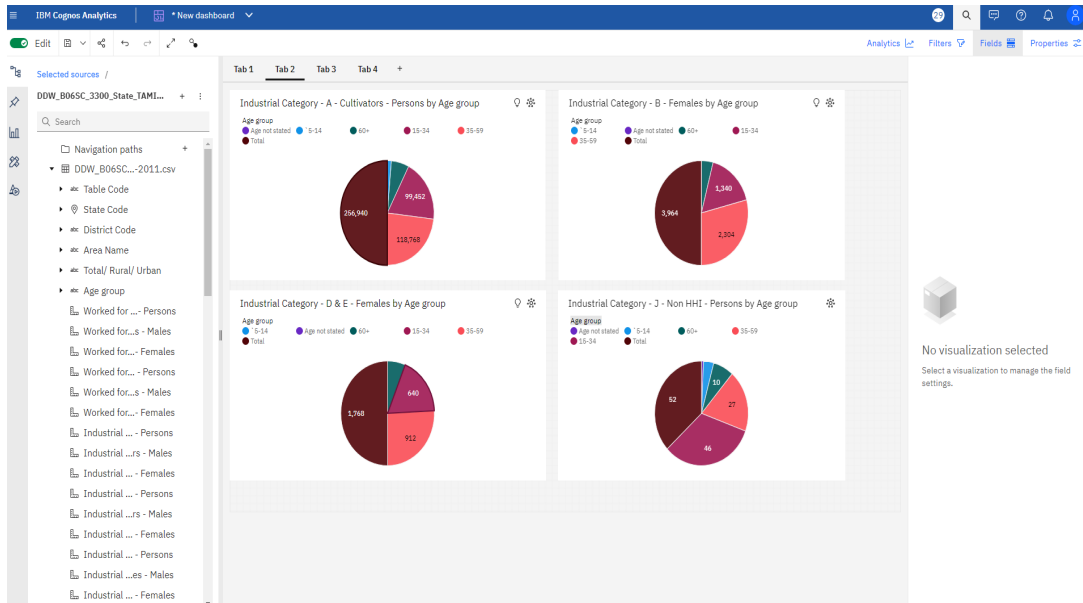 IBM Cognos Analytics
* New dashboard
29
Edit
Analytics
Filters
Fields
Properties
Selected sources /
DDW_B06SC_3300_State_TAMI...
Search
Navigation paths
DDW_B06SC...-2011.csv
abc Table Code
State Code
abc District Code
abc Area Name
abc Total/ Rural/ Urban
abc Age group
Worked for ...- Persons
Worked for...s - Males
Worked for...- Females
Worked for... - Persons
Worked for...s - Males
Worked for...- Females
Industrial ... - Persons
Industrial ...rs - Males
Industrial ... - Females
Industrial ... - Persons
Industrial ...rs - Males
Industrial ... - Females
Industrial ... - Persons
Industrial ...es - Males
Industrial ... - Females
Tab 1 Tab 2 Tab 3 Tab 4 +
Industrial Category - A - Cultivators - Persons by Age group
Age group
Age not stated `5-14 60+ 15-34 35-59
Total
99,452
256,940
118,768
Industrial Category - B - Females by Age group
Age group
`5-14 Age not stated 60+ 15-34
35-59 Total
1,340
3,964
2,304
Industrial Category - D & E - Females by Age group
Age group
`5-14 Age not stated 60+ 15-34 35-59
Total
640
1,768
912
Industrial Category - J - Non HHI - Persons by Age group
Age group
Age not stated `5-14 60+ 35-59
15-34 Total
10
52
27
46
No visualization selected
Select a visualization to manage the field
settings.